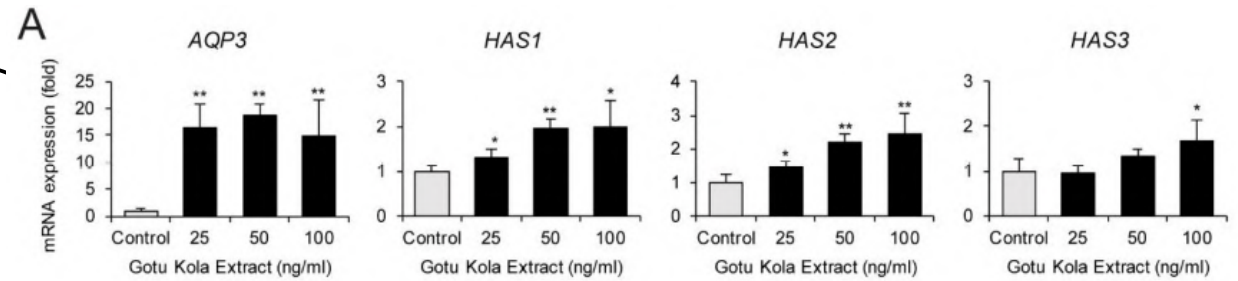 A
AQP3
HAS1
HAS2
HAS3
mRNA expression (fold)
25
20
15
10
5
0
** ** **
Control 25 50 100
Gotu Kola Extract (ng/ml)
3
2
1
0
* ** *
Control 25 50 100
Gotu Kola Extract (ng/ml)
4
3
2
1
0
* ** **
Control 25 50 100
Gotu Kola Extract (ng/ml)
3
2
1
0
*
Control 25 50 100
Gotu Kola Extract (ng/ml)